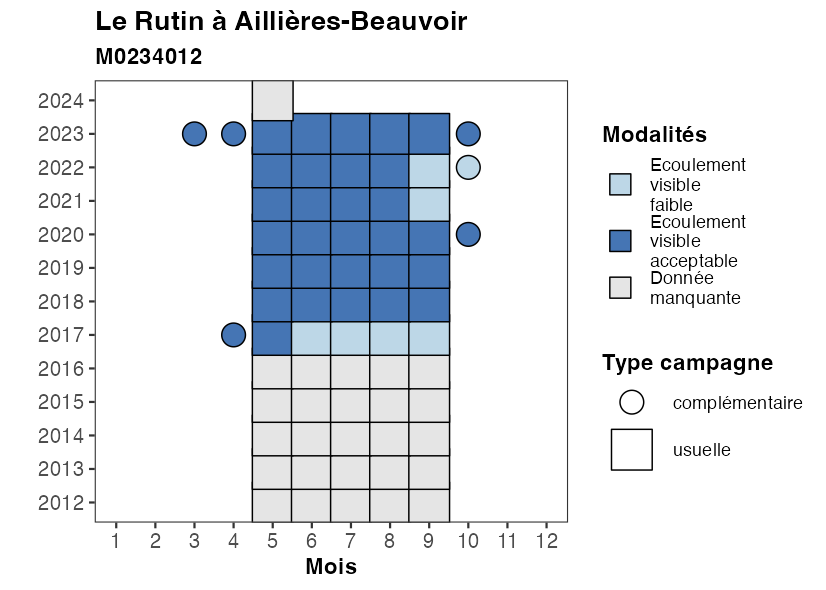 Le Rutin à Aillières-Beauvoir
M0234012
2024
2023
2022
2021
2020
2019
2018
2017
2016
2015
2014
2013
2012
1 2 3 4 5 6 7 8 9 10 11 12
Mois
Modalités
Ecoulement
visible
faible
Ecoulement
visible
acceptable
Donnée
manquante
Type campagne
complémentaire
usuelle